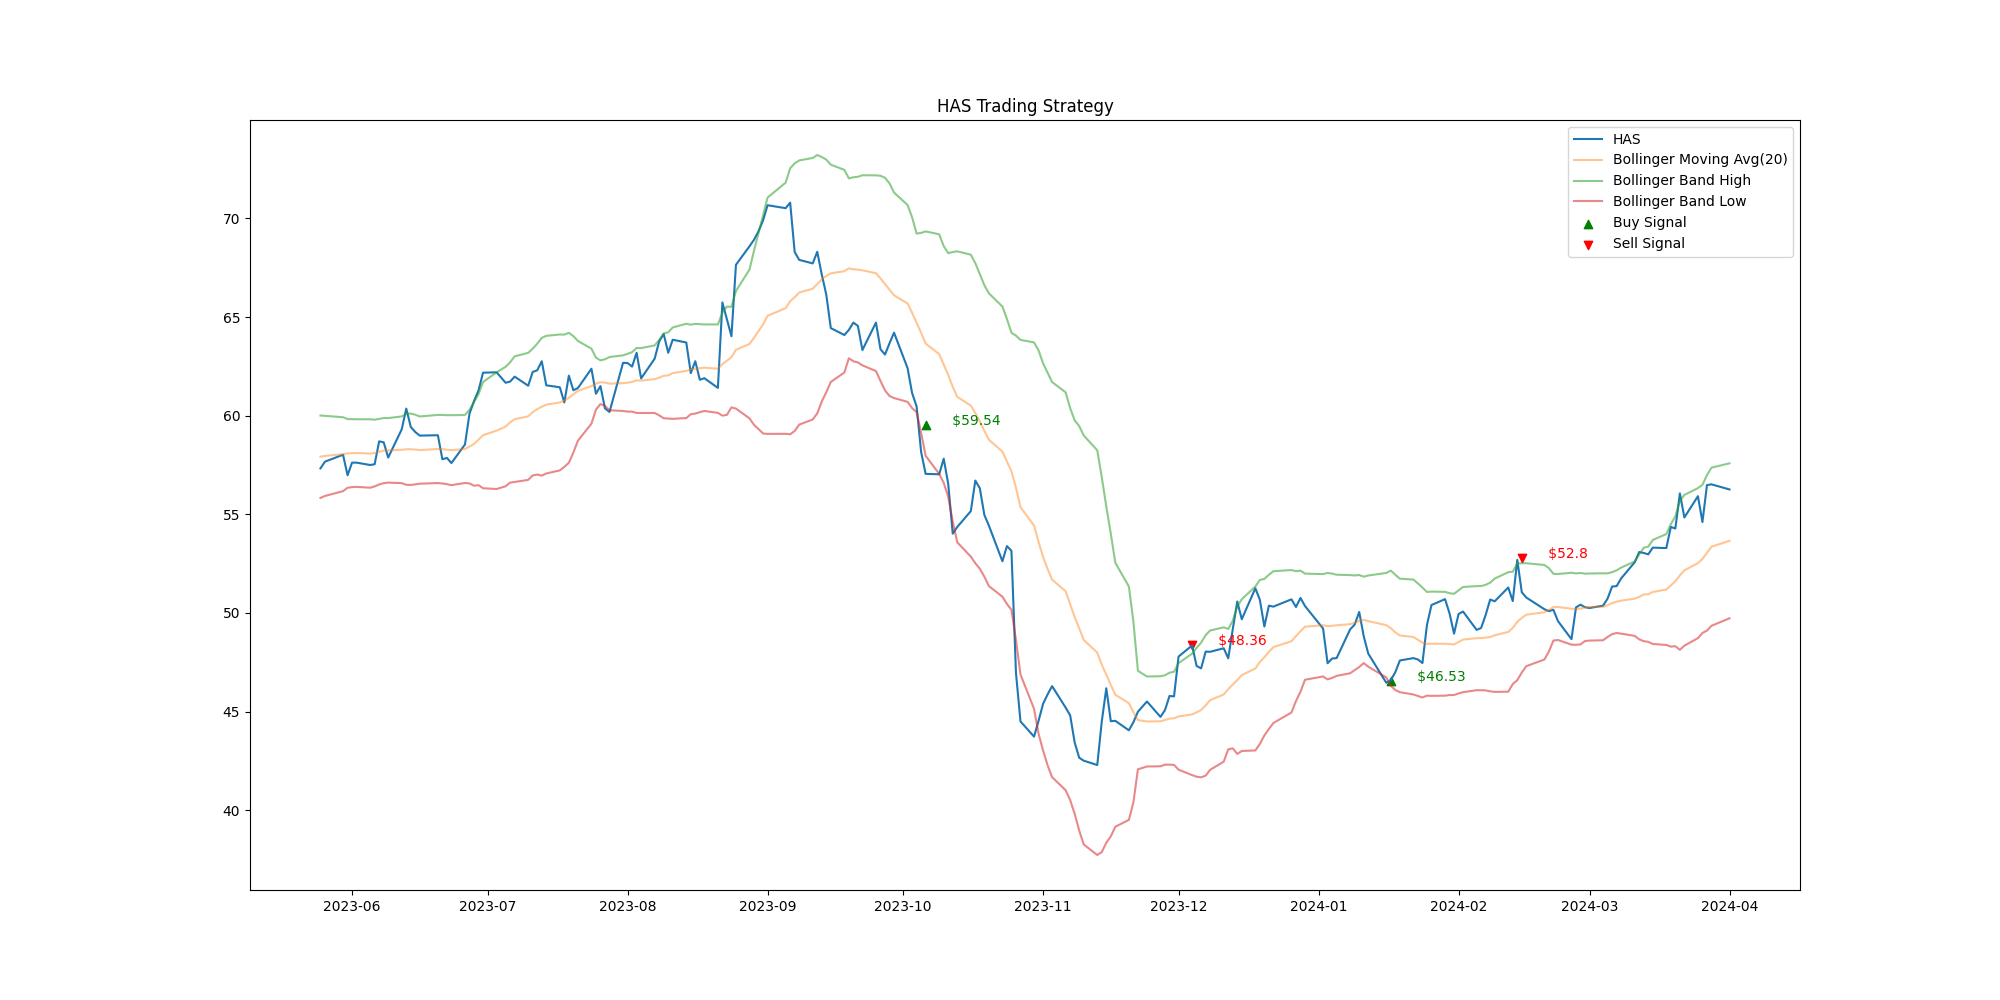 HAS Trading Strategy
HAS
Bollinger Moving Avg(20)
Bollinger Band High
Bollinger Band Low
Buy Signal
Sell Signal
70
65
60
55
50
45
40
$59.54
$52.8
$48.36
$46.53
2023-06 2023-07 2023-08 2023-09 2023-10 2023-11 2023-12 2024-01 2024-02 2024-03 2024-04